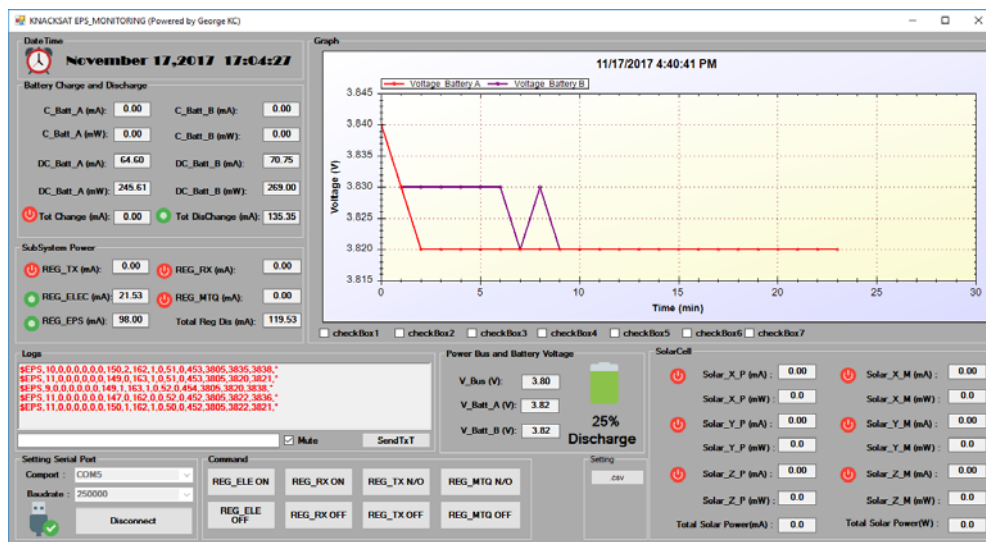 KNACKSAT EPS_MONITORING (Powered by George KC)
DateTime
November 17,2017 17:04:27
Battery Charge and Discharge
C_Batt_A (mA): 0.00 C_Batt_B (mA): 0.00
C_Batt_A (mW): 0.00 C_Batt_B (mW): 0.00
DC_Batt_A (mA): 64.60 DC_Batt_B (mA): 70.75
DC_Batt_A (mW): 245.61 DC_Batt_B (mW): 269.00
Tot Change (mA): 0.00 Tot DisChange (mA): 135.35
SubSystem Power
REG_TX (mA): 0.00 REG_RX (mA): 0.00
REG_ELEC (mA): 21.53 REG_MTQ (mA): 0.00
REG_EPS (mA): 98.00 Total Reg Dis (mA): 119.53
Graph
11/17/2017 4:40:41 PM
Voltage_Battery A Voltage_Battery B
Voltage (V)
3.845
3.840
3.835
3.830
3.825
3.820
3.815
0 5 10 15 20 25 30
Time (min)
checkBox1 checkBox2 checkBox3 checkBox4 checkBox5 checkBox6 checkBox7
Logs
$EPS,10,0,0,0,0,0,0,150,2,162,1,0,51,0,453,3805,3835,3838,*
$EPS,11,0,0,0,0,0,0,149,0,163,1,0,51,0,453,3805,3820,3821,*
$EPS,9,0,0,0,0,0,0,149,1,163,1,0,52,0,454,3805,3820,3838,*
$EPS,11,0,0,0,0,0,0,147,0,162,0,0,52,0,452,3805,3822,3836,*
$EPS,11,0,0,0,0,0,0,150,1,162,1,0,50,0,452,3805,3822,3821,*
Mute SendTxT
Power Bus and Battery Voltage
V_Bus (V): 3.80
V_Batt_A (V): 3.82
V_Batt_B (V): 3.82
25%
Discharge
SolarCell
Solar_X_P (mA) : 0.00 Solar_X_M (mA) : 0.00
Solar_X_P (mW) : 0.0 Solar_X_M (mW) : 0.0
Solar_Y_P (mA) : 0.00 Solar_Y_M (mA) : 0.00
Solar_Y_P (mW) : 0.0 Solar_Y_M (mW) : 0.0
Solar_Z_P (mA) : 0.00 Solar_Z_M (mA) : 0.00
Solar_Z_P (mW) : 0.0 Solar_Z_M (mW) : 0.0
Total Solar Power(mA) : 0.0 Total Solar Power(W) : 0.0
Setting Serial Port
Comport : COM5
Baudrate : 250000
Disconnect
Command
REG_ELE ON REG_RX ON REG_TX N/O REG_MTQ N/O
REG_ELE OFF REG_RX OFF REG_TX OFF REG_MTQ OFF
Setting
.csv